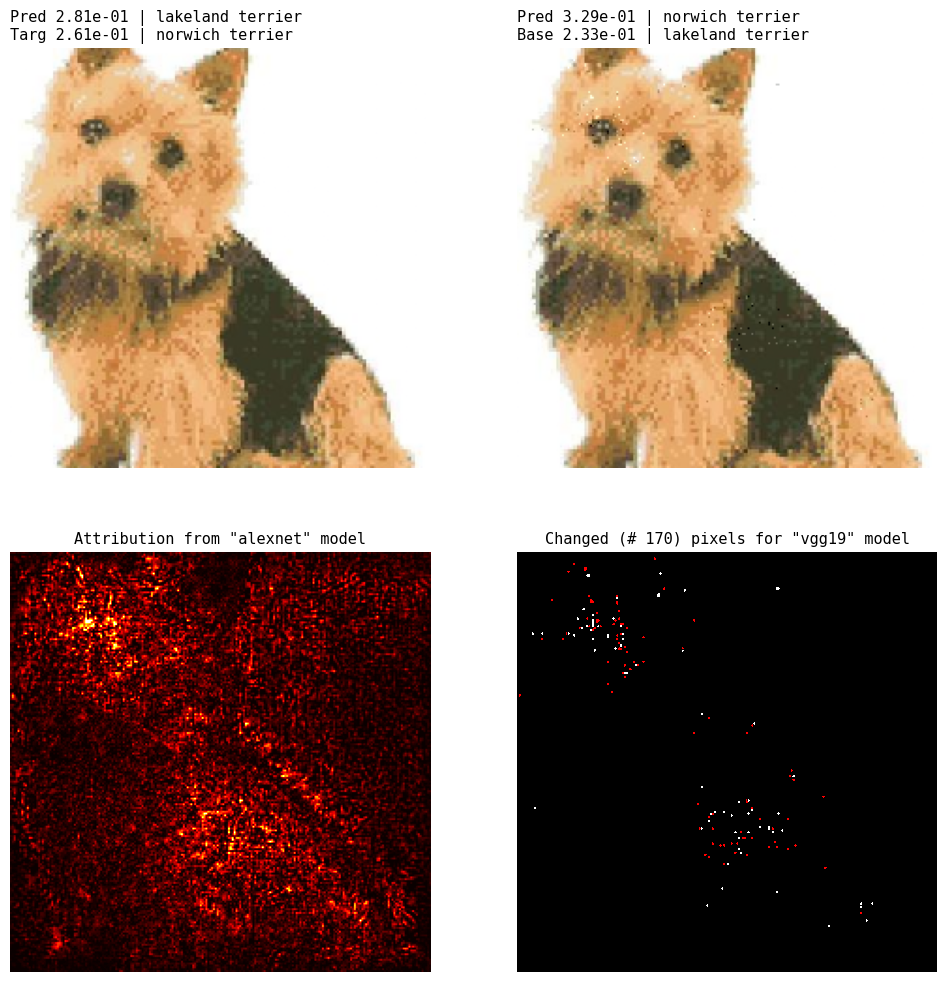 Pred 2.81e-01 | lakeland terrier
Targ 2.61e-01 | norwich terrier
Pred 3.29e-01 | norwich terrier
Base 2.33e-01 | lakeland terrier
Attribution from "alexnet" model
Changed (# 170) pixels for "vgg19" model